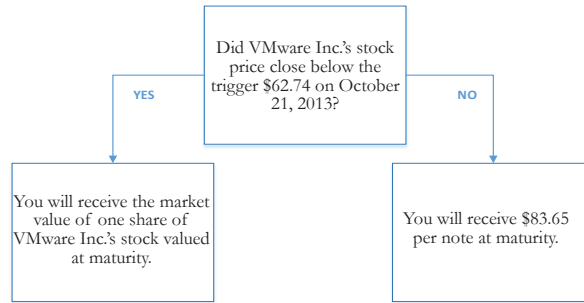 Did VMware Inc.'s stock
price close below the
trigger $62.74 on October
21, 2013?
YES
NO
You will receive the market
value of one share of
VMware Inc.'s stock valued
at maturity.
You will receive $83.65
per note at maturity.